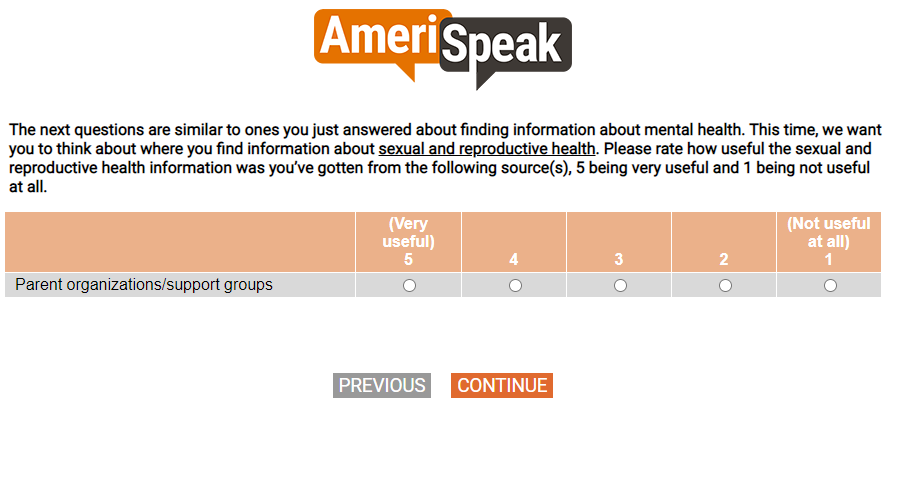 AmeriSpeak
The next questions are similar to ones you just answered about finding information about mental health. This time, we want
you to think about where you find information about sexual and reproductive health. Please rate how useful the sexual and
reproductive health information was you’ve gotten from the following source(s), 5 being very useful and 1 being not useful
at all.
(Very useful) 5 4 3 2 (Not useful at all) 1
Parent organizations/support groups
PREVIOUS CONTINUE